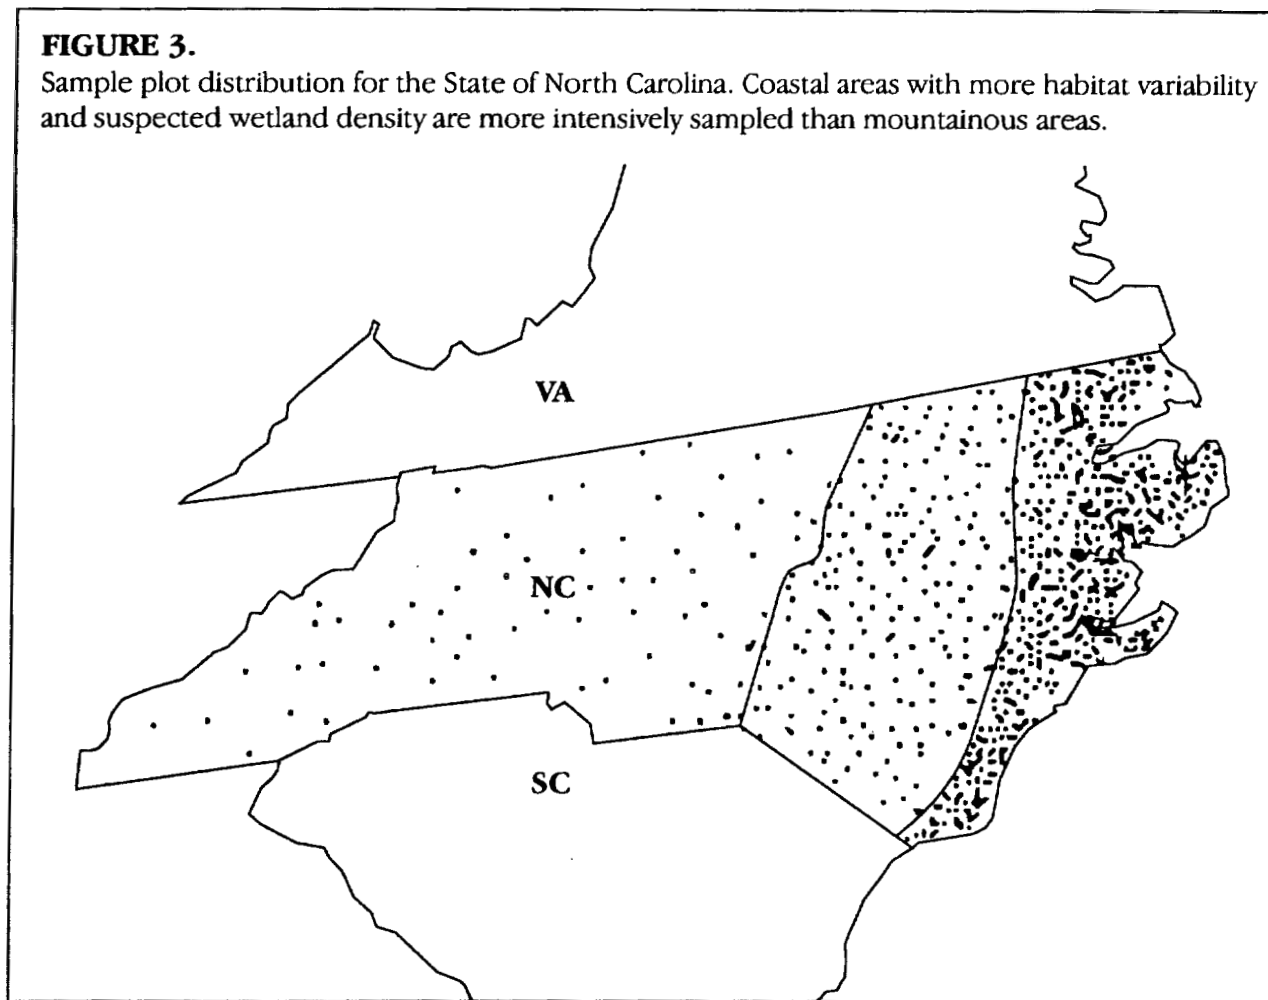 FIGURE 3.
Sample plot distribution for the State of North Carolina. Coastal areas with more habitat variability
and suspected wetland density are more intensively sampled than mountainous areas.
VA
NC
SC